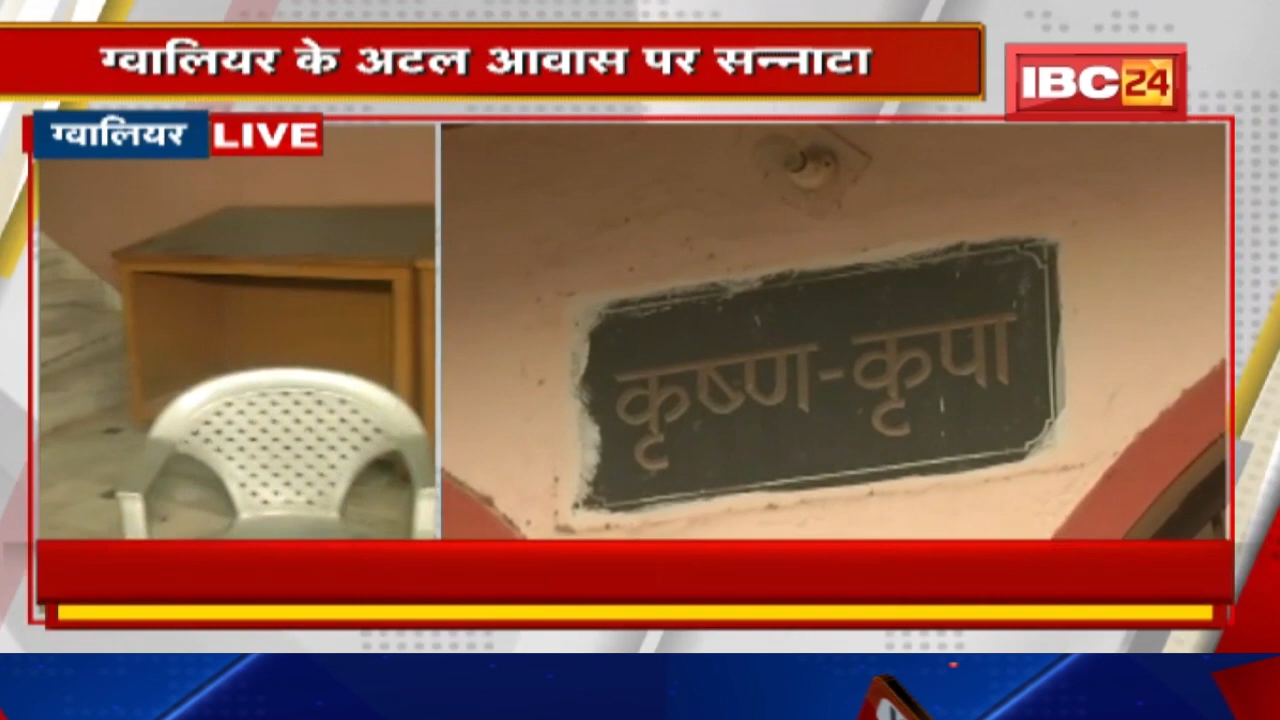 ग्वालियर के अटल आवास पर सन्नाटा
IBC24
ग्वालियर LIVE
कृष्ण-कृपा